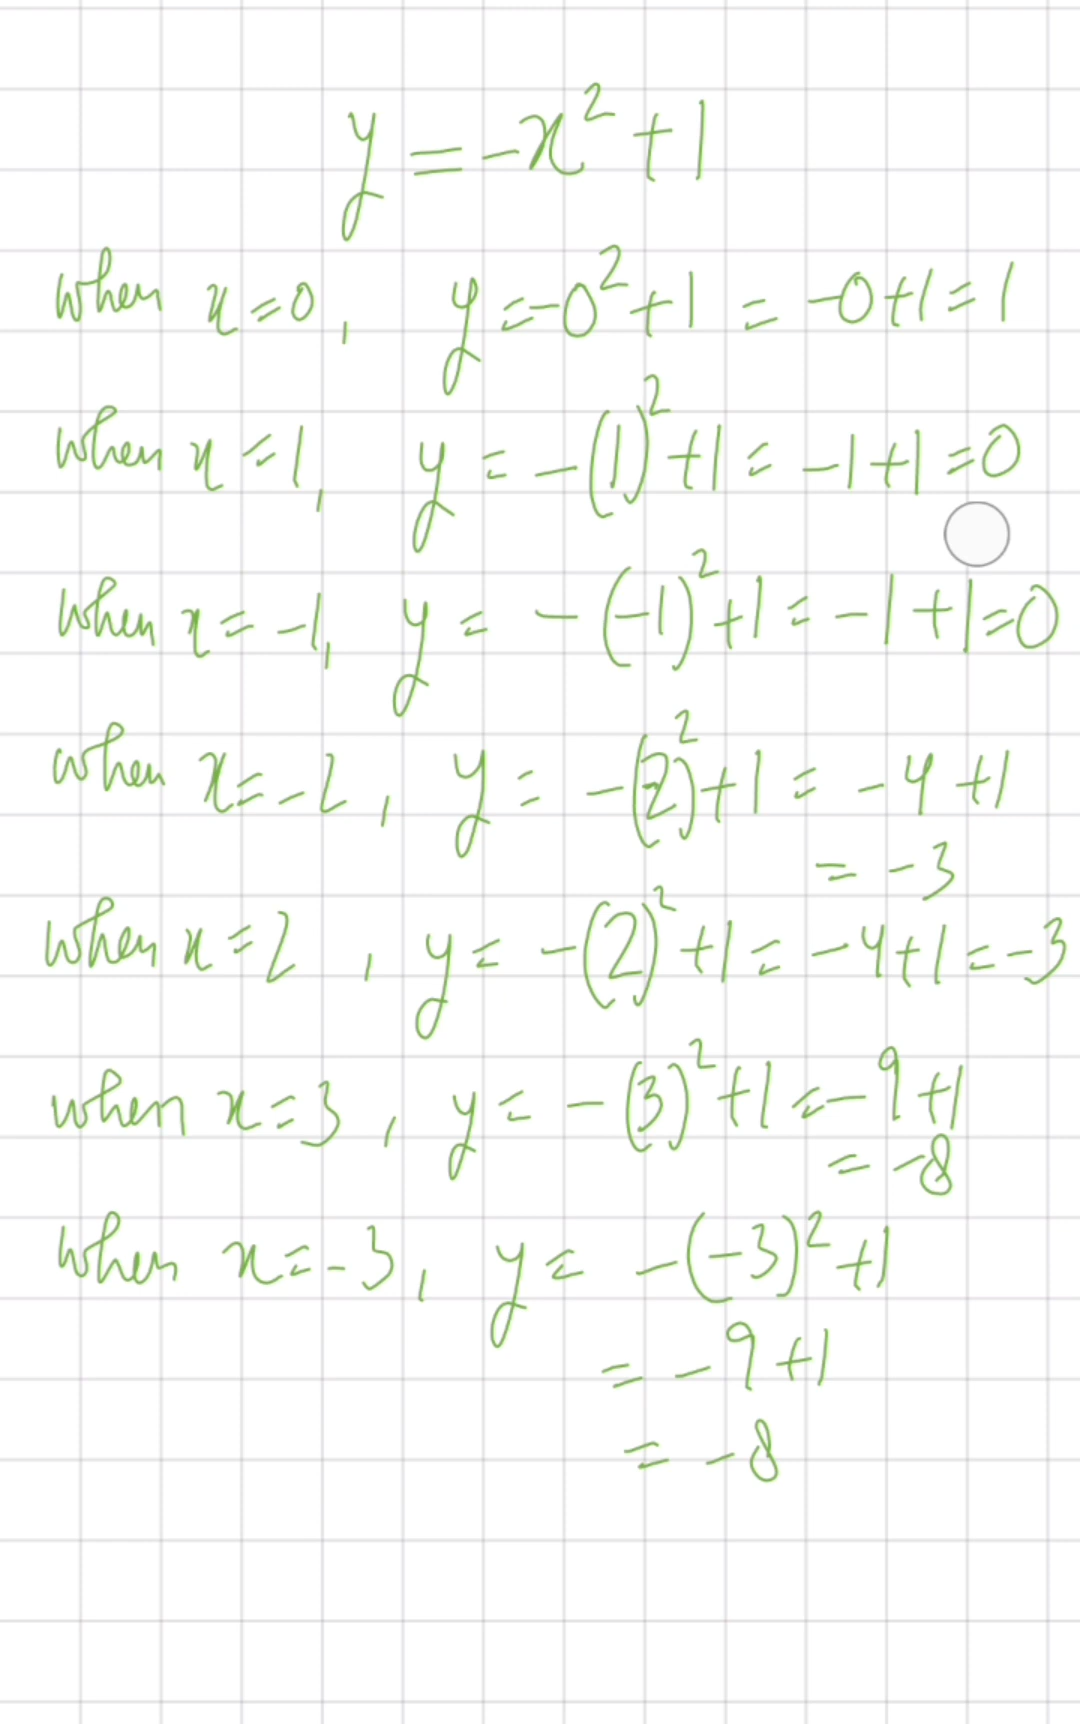 y = -x² + 1
when x=0, y = -0² + 1 = -0+1 = 1
when x = 1, y = -(1)² + 1 = -1+1 = 0
when x = -1, y = -(-1)² + 1 = -1+1 = 0
when x = -2, y = -(-2)² + 1 = -4+1
= -3
when x = 2, y = -(2)² + 1 = -4+1 = -3
when x = 3, y = -(3)² + 1 = -9+1
= -8
when x = -3, y = -(-3)² + 1
= -9+1
= -8